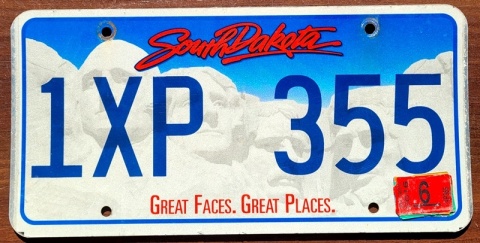 South Dakota
1XP 355
6
GREAT FACES. GREAT PLACES.